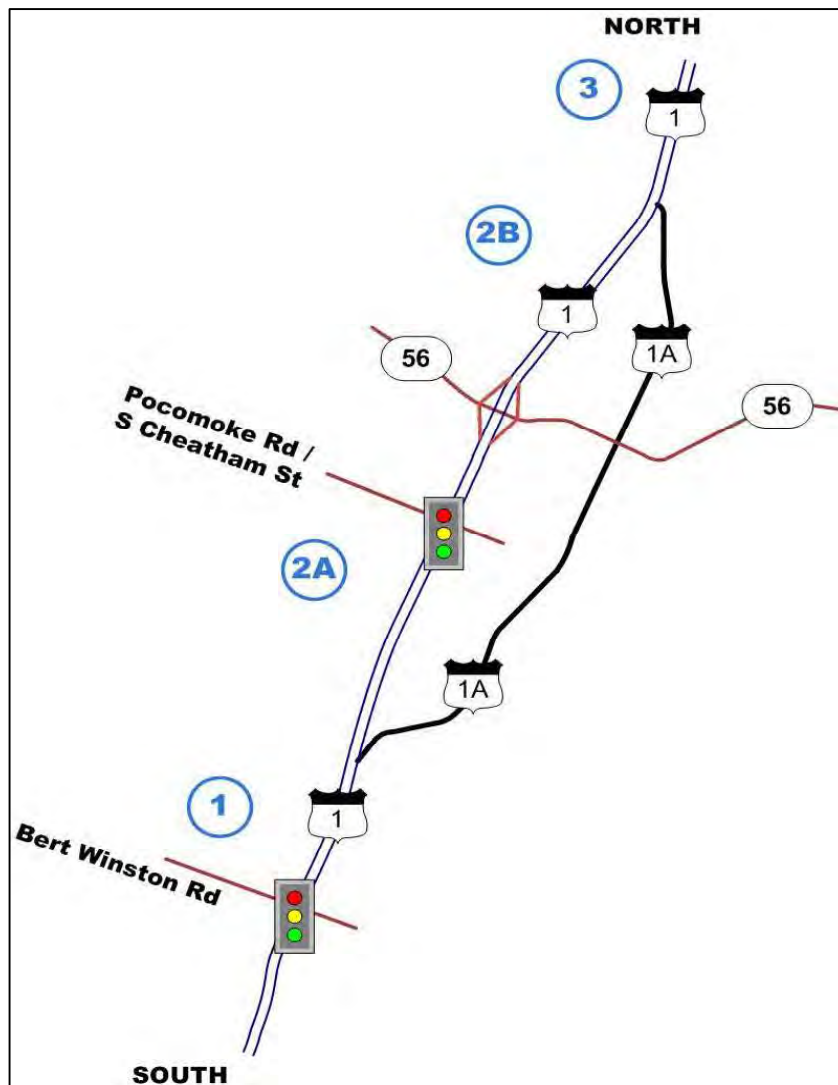 NORTH
3
1
2B
1
1A
56
56
Pocomoke Rd /
S Cheatham St
2A
1A
1
1
Bert Winston Rd
SOUTH